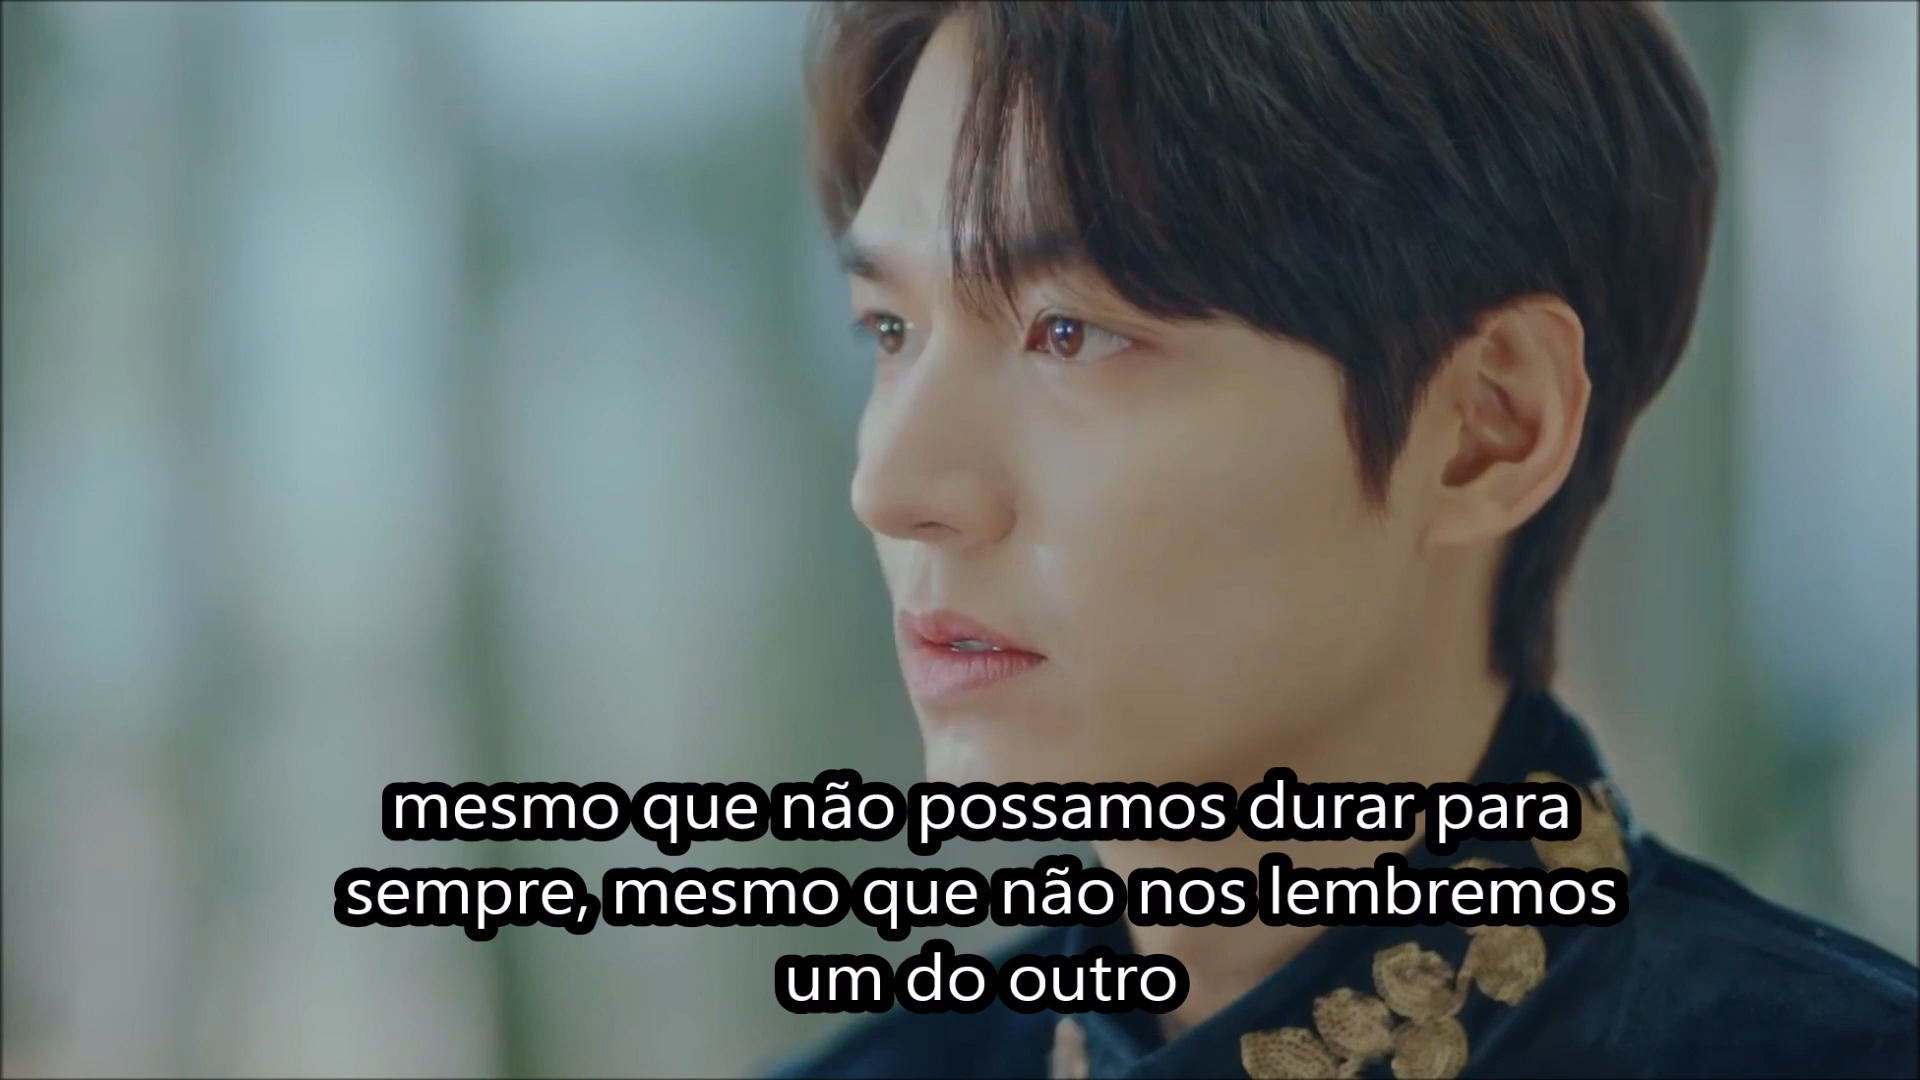 mesmo que não possamos durar para
sempre, mesmo que não nos lembremos
um do outro